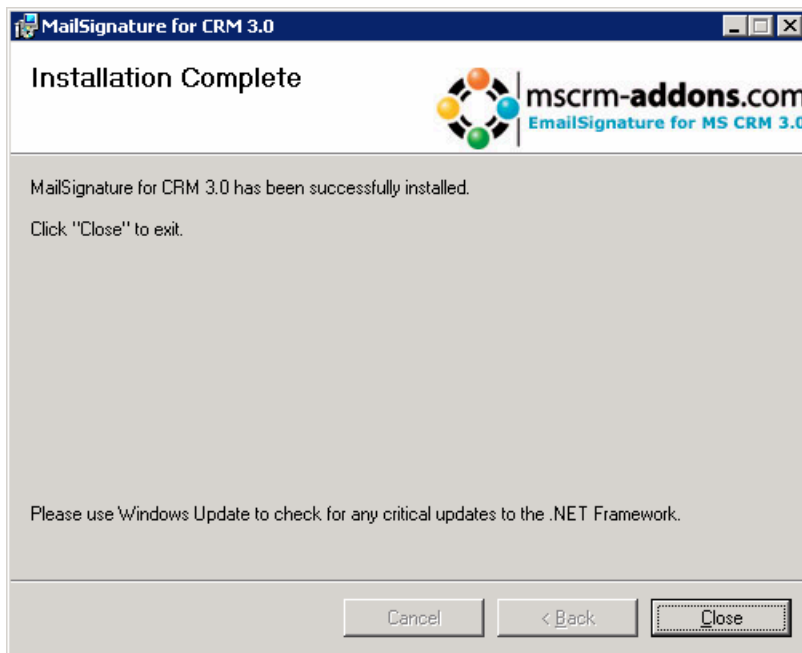 MailSignature for CRM 3.0
Installation Complete
mscrm-addons.com
EmailSignature for MS CRM 3.0
MailSignature for CRM 3.0 has been successfully installed.
Click "Close" to exit.
Please use Windows Update to check for any critical updates to the .NET Framework.
Cancel
< Back
Close